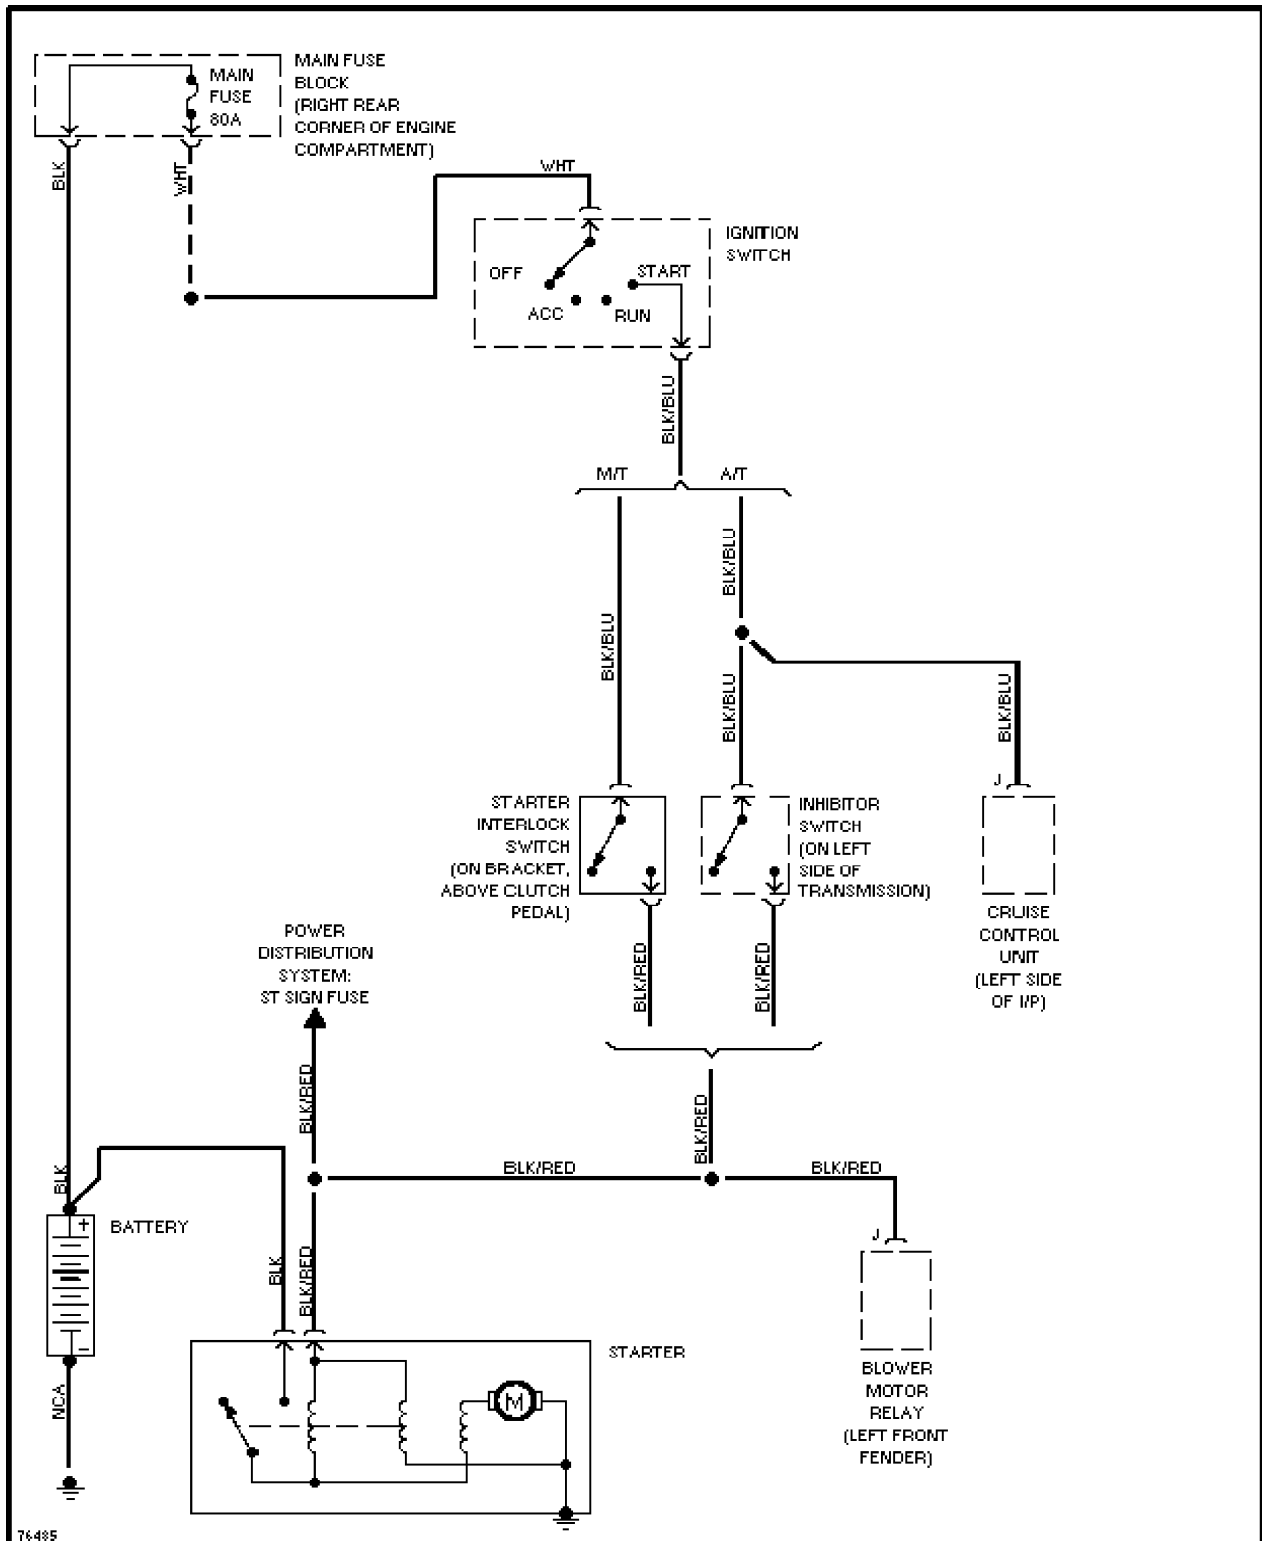 MAIN FUSE
BLOCK
(RIGHT REAR
CORNER OF ENGINE
COMPARTMENT)
MAIN
FUSE
80A
BLK
WHT
WHT
IGNITION
SWITCH
OFF
START
ACC
RUN
BLK/BLU
M/T
A/T
BLK/BLU
BLK/BLU
BLK/BLU
BLK/BLU
J
STARTER
INTERLOCK
SWITCH
(ON BRACKET,
ABOVE CLUTCH
PEDAL)
INHIBITOR
SWITCH
(ON LEFT
SIDE OF
TRANSMISSION)
CRUISE
CONTROL
UNIT
(LEFT SIDE
OF I/P)
POWER
DISTRIBUTION
SYSTEM:
ST SIGN FUSE
BLK/RED
BLK/RED
BLK/RED
BLK/RED
BLK/RED
BLK/RED
BLK
+
BATTERY
-
BLK
BLK/RED
J
NCA
STARTER
M
BLOWER
MOTOR
RELAY
(LEFT FRONT
FENDER)
76485